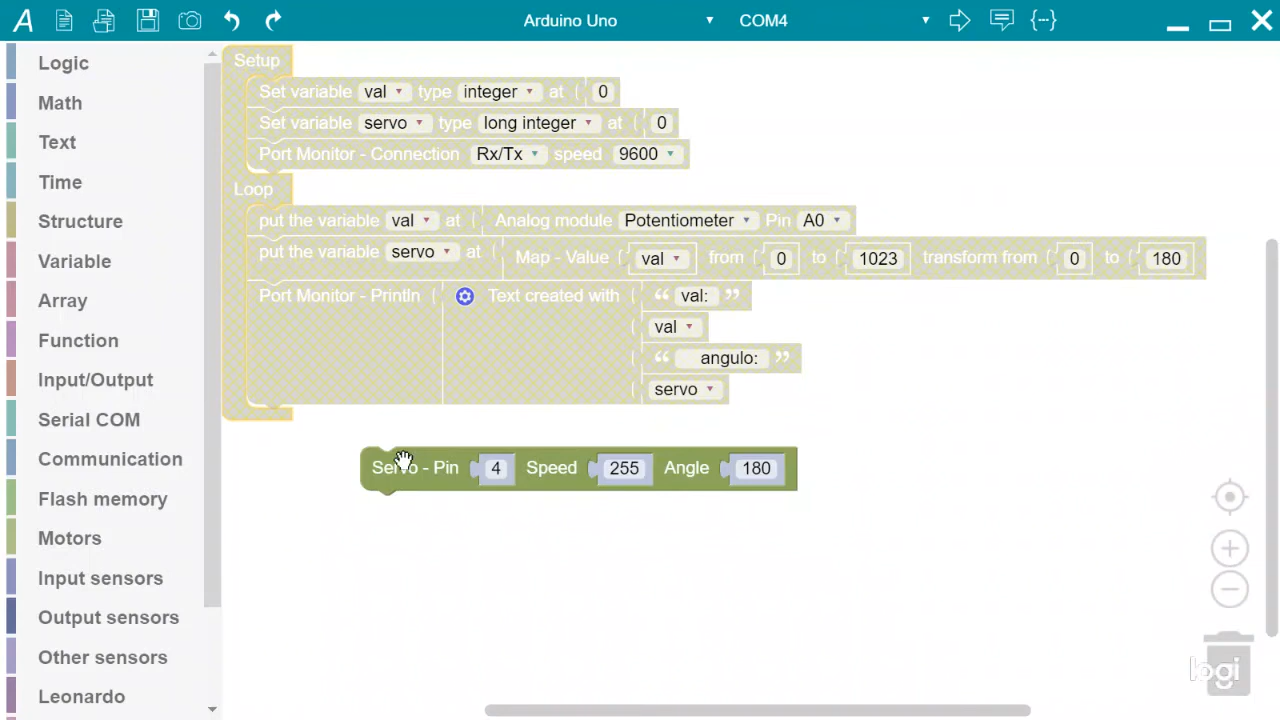 A Arduino Uno COM4 {--}
Logic
Math
Text
Time
Structure
Variable
Array
Function
Input/Output
Serial COM
Communication
Flash memory
Motors
Input sensors
Output sensors
Other sensors
Leonardo
Setup
Set variable val type integer at 0
Set variable servo type long integer at 0
Port Monitor - Connection Rx/Tx speed 9600
Loop
put the variable val at Analog module Potentiometer Pin A0
put the variable servo at Map - Value val from 0 to 1023 transform from 0 to 180
Port Monitor - Println Text created with “ val: ”
val
“ angulo: ”
servo
Servo - Pin 4 Speed 255 Angle 180
logi